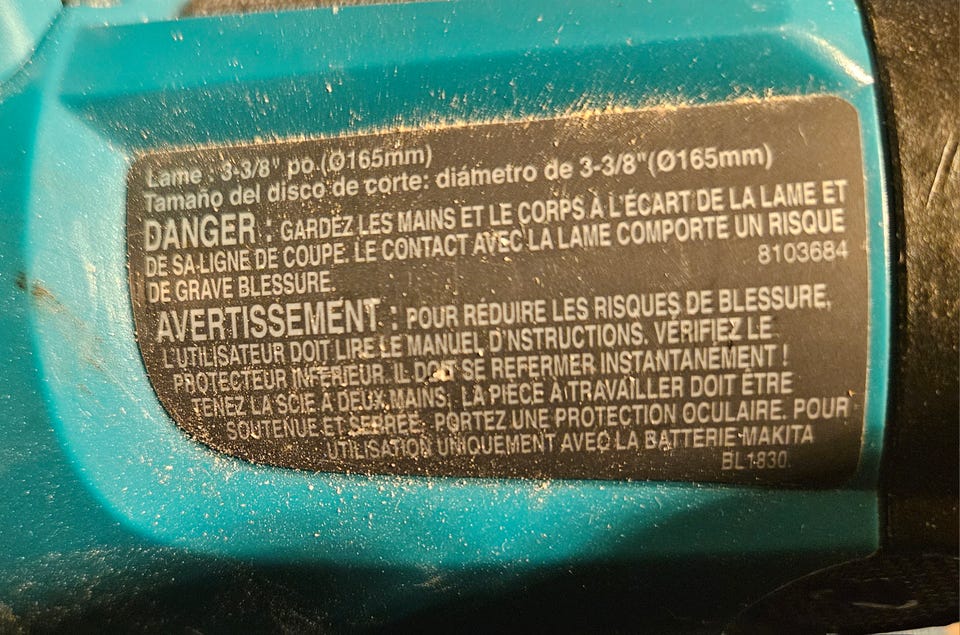 Lame : 3-3/8" po.(Ø165mm)
Tamaño del disco de corte: diámetro de 3-3/8"(Ø165mm)
DANGER : GARDEZ LES MAINS ET LE CORPS À L'ÉCART DE LA LAME ET
DE SA LIGNE DE COUPE. LE CONTACT AVEC LA LAME COMPORTE UN RISQUE
DE GRAVE BLESSURE.
8103684
AVERTISSEMENT : POUR RÉDUIRE LES RISQUES DE BLESSURE,
L'UTILISATEUR DOIT LIRE LE MANUEL D'NSTRUCTIONS. VÉRIFIEZ LE
PROTECTEUR INFÉRIEUR. IL DOIT SE REFERMER INSTANTANÉMENT !
TENEZ LA SCIE À DEUX MAINS; LA PIÈCE À TRAVAILLER DOIT ÊTRE
SOUTENUE ET SERRÉE. PORTEZ UNE PROTECTION OCULAIRE. POUR
UTILISATION UNIQUEMENT AVEC LA BATTERIE MAKITA
BL1830.